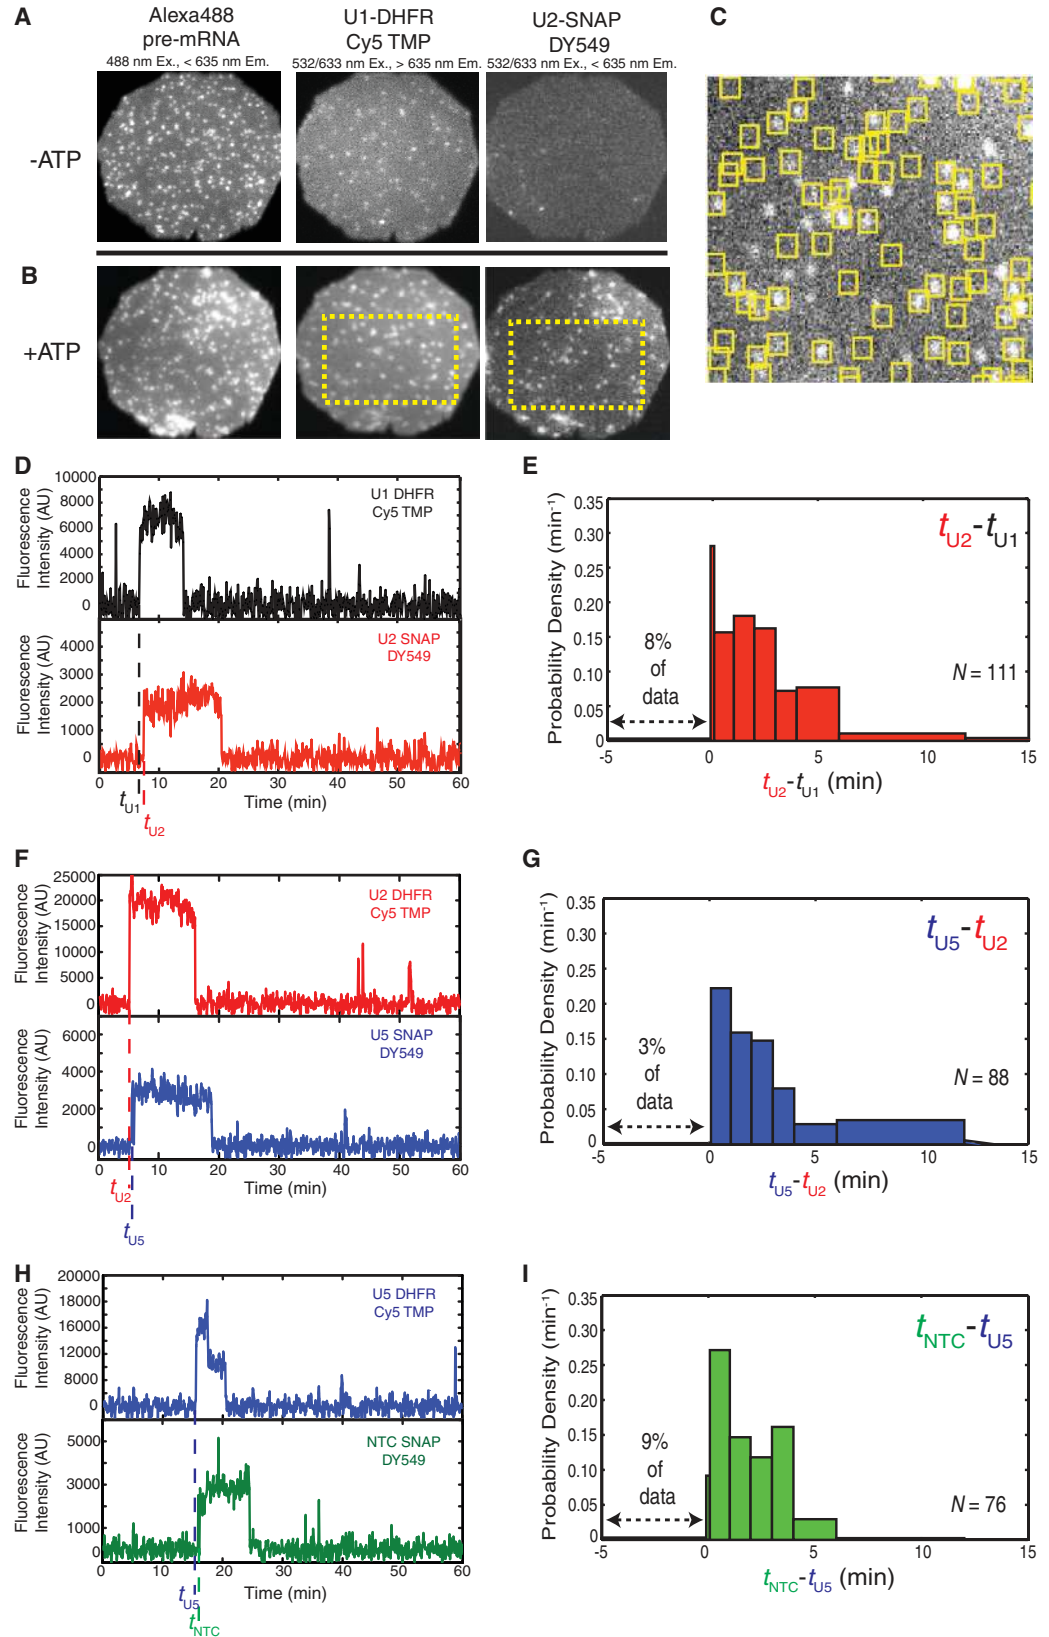 A
Alexa488
pre-mRNA
488 nm Ex., < 635 nm Em.
U1-DHFR
Cy5 TMP
532/633 nm Ex., > 635 nm Em.
U2-SNAP
DY549
532/633 nm Ex., < 635 nm Em.
C
-ATP
B
+ATP
D
Fluorescence
Intensity (AU)
10000
8000
6000
4000
2000
0
U1 DHFR
Cy5 TMP
Fluorescence
Intensity (AU)
4000
3000
2000
1000
0
U2 SNAP
DY549
0 10 20 30 40 50 60
Time (min)
tU1
tU2
E
Probability Density (min-1)
0.35
0.30
0.25
0.20
0.15
0.10
0.05
0
tU2-tU1
8%
of
data
N = 111
-5 0 5 10 15
tU2-tU1 (min)
F
Fluorescence
Intensity (AU)
25000
20000
15000
10000
5000
0
U2 DHFR
Cy5 TMP
Fluorescence
Intensity (AU)
6000
4000
2000
0
U5 SNAP
DY549
0 10 20 30 40 50 60
Time (min)
tU2
tU5
G
Probability Density (min-1)
0.35
0.30
0.25
0.20
0.15
0.10
0.05
0
tU5-tU2
3%
of
data
N = 88
-5 0 5 10 15
tU5-tU2 (min)
H
Fluorescence
Intensity (AU)
20000
16000
12000
8000
0
U5 DHFR
Cy5 TMP
Fluorescence
Intensity (AU)
5000
3000
1000
0
NTC SNAP
DY549
0 10 20 30 40 50 60
Time (min)
tU5
tNTC
I
Probability Density (min-1)
0.35
0.30
0.25
0.20
0.15
0.10
0.05
0
tNTC-tU5
9%
of
data
N = 76
-5 0 5 10 15
tNTC-tU5 (min)